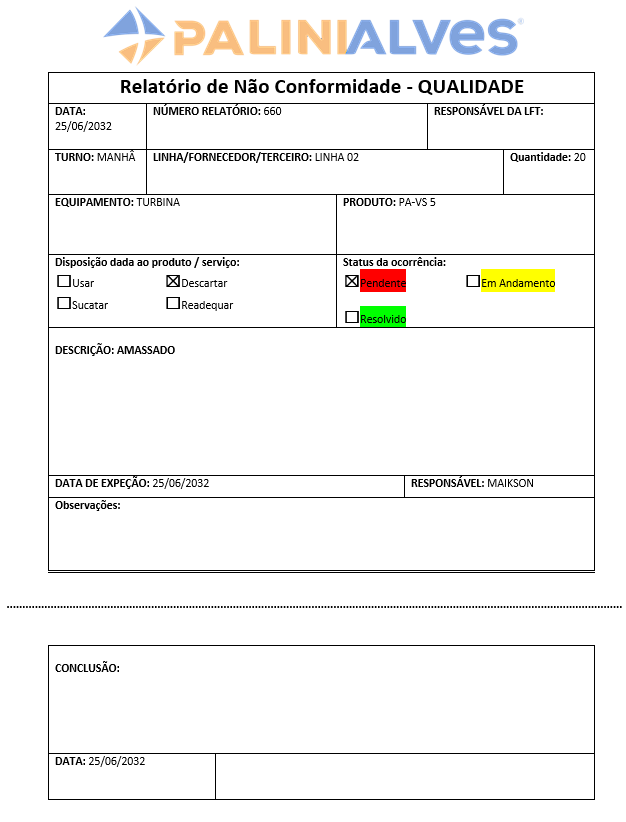 PALINIALVES®
Relatório de Não Conformidade - QUALIDADE
DATA:
25/06/2032
NÚMERO RELATÓRIO: 660
RESPONSÁVEL DA LFT:
TURNO: MANHÃ
LINHA/FORNECEDOR/TERCEIRO: LINHA 02
Quantidade: 20
EQUIPAMENTO: TURBINA
PRODUTO: PA-VS 5
Disposição dada ao produto / serviço:
☐Usar ☒Descartar
☐Sucatar ☐Readequar
Status da ocorrência:
☒Pendente ☐Em Andamento
☐Resolvido
DESCRIÇÃO: AMASSADO
DATA DE EXPEÇÃO: 25/06/2032
RESPONSÁVEL: MAIKSON
Observações:
CONCLUSÃO:
DATA: 25/06/2032